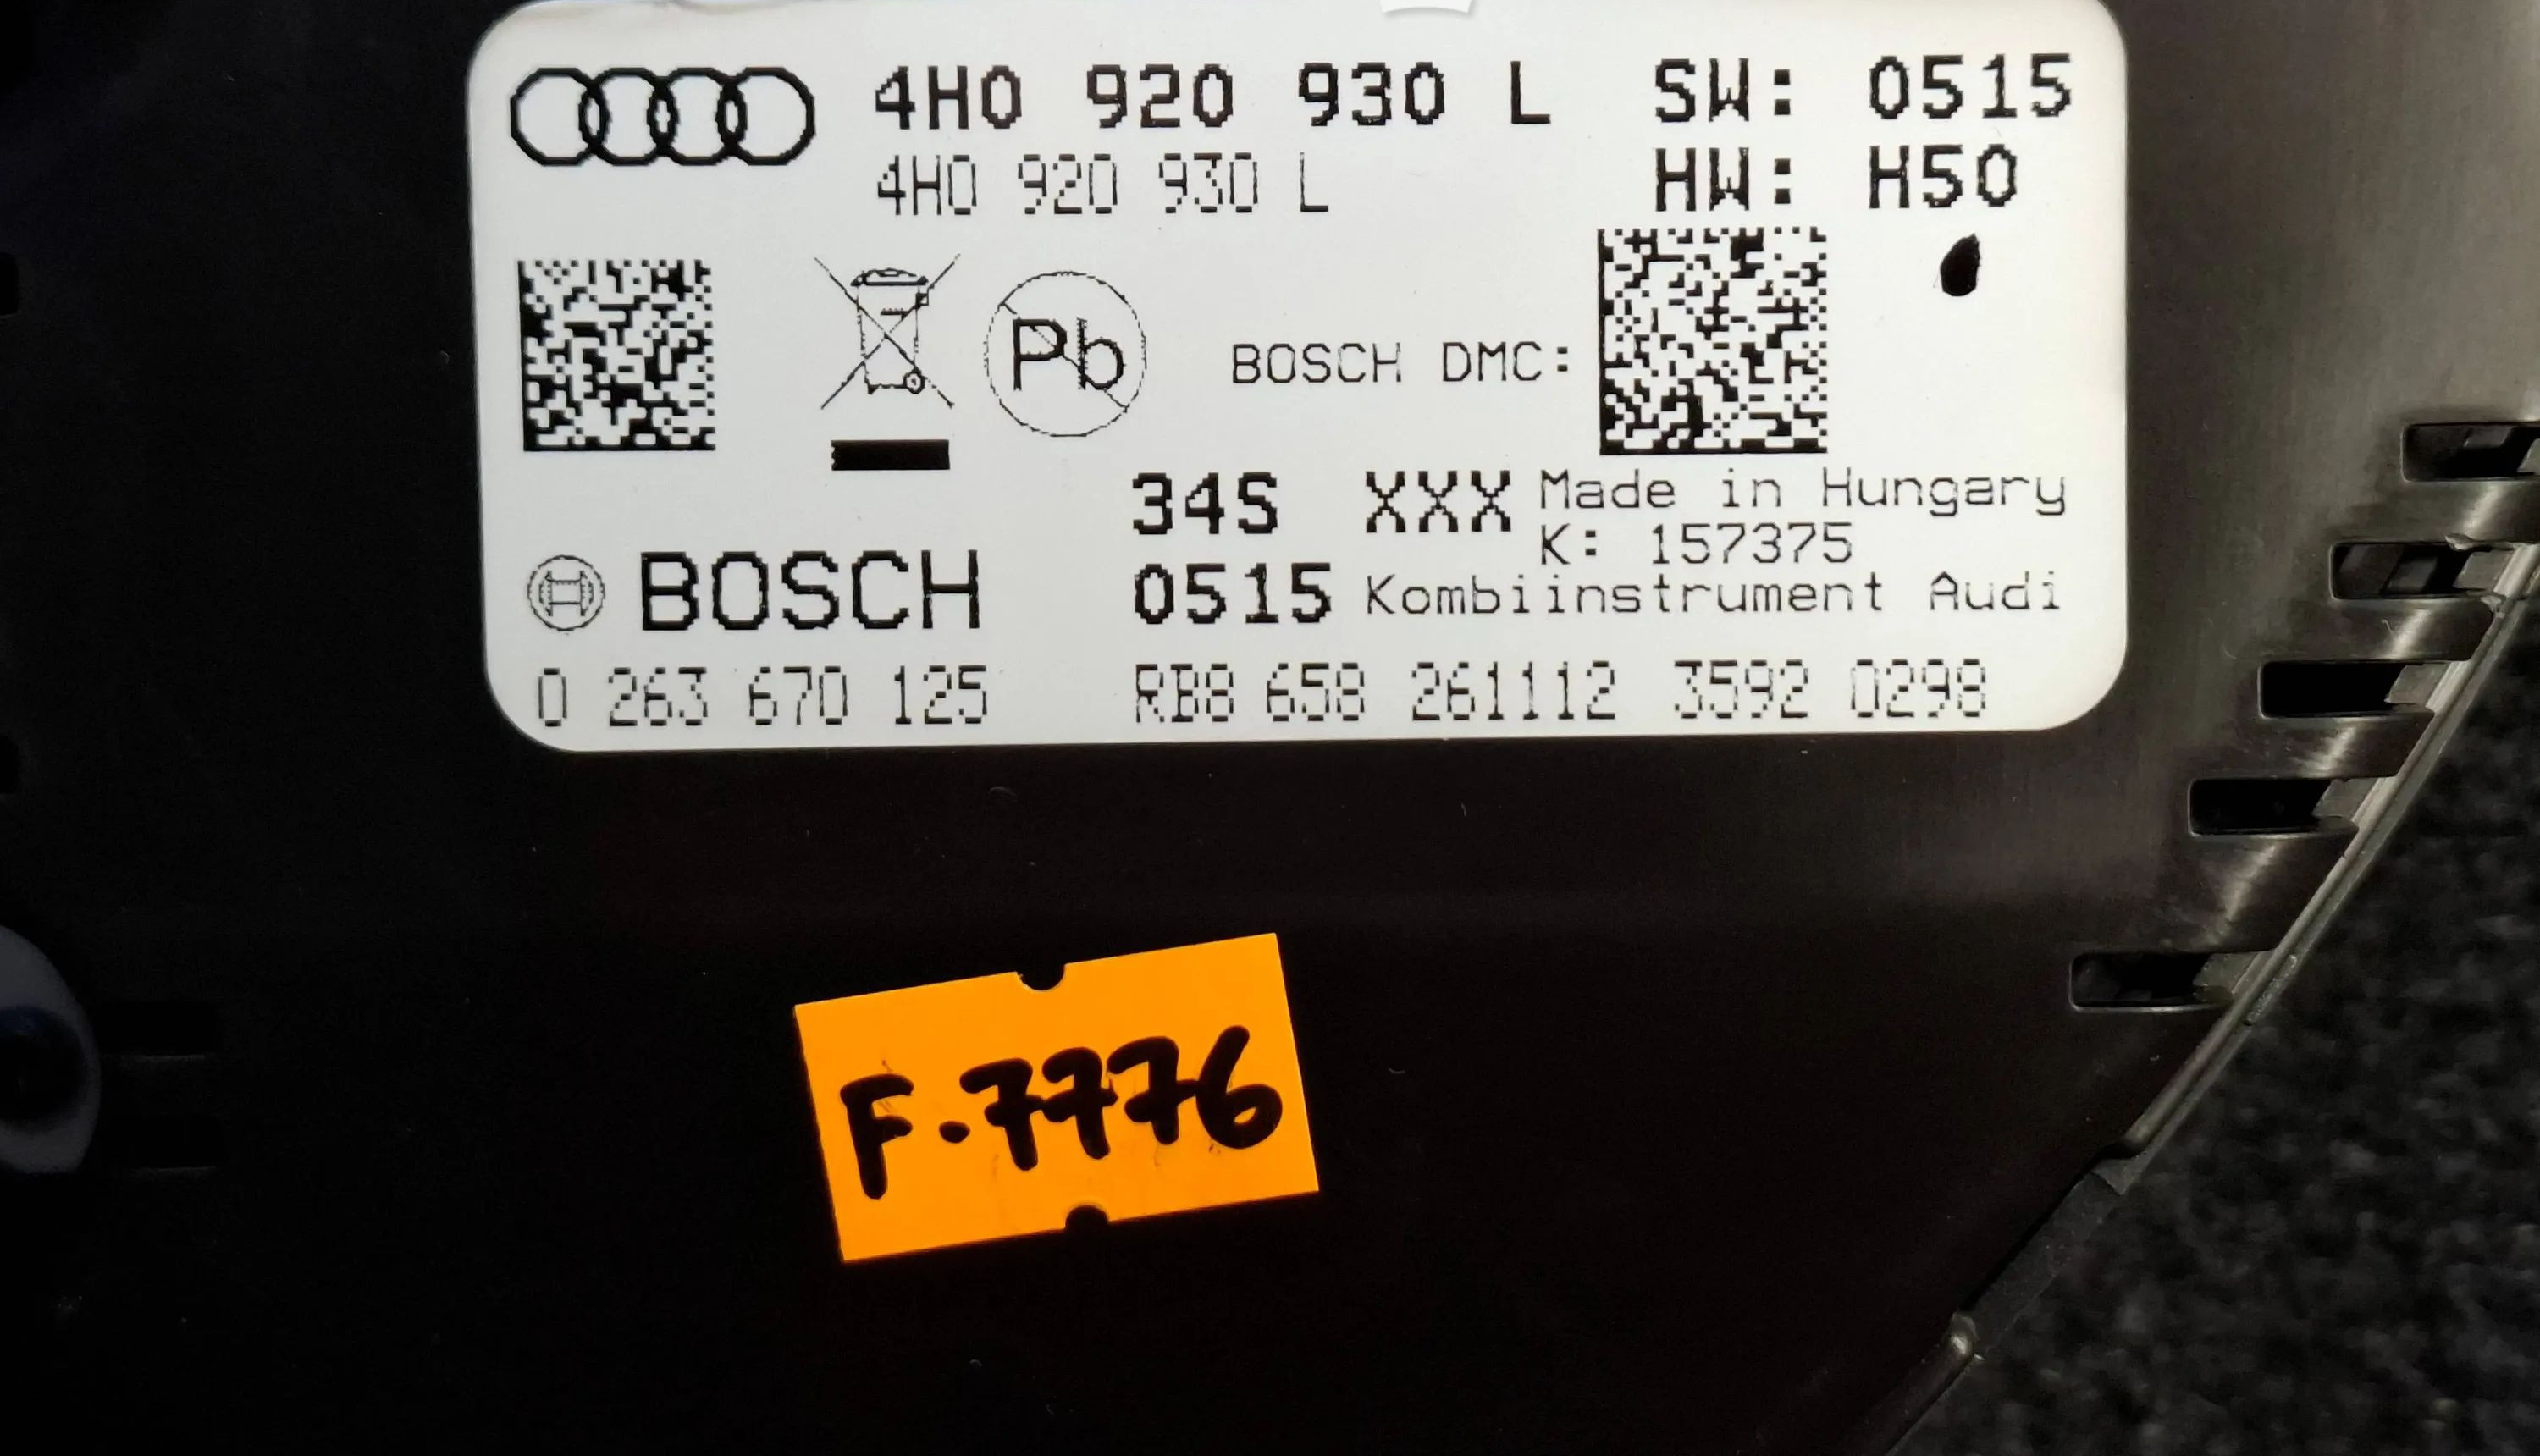 4H0 920 930 L SW: 0515
4H0 920 930 L HW: H50
Pb
BOSCH DMC:
34S XXX Made in Hungary
K: 157375
BOSCH 0515 Kombiinstrument Audi
0 263 670 125 RB8 658 261112 3592 0298
F.7776